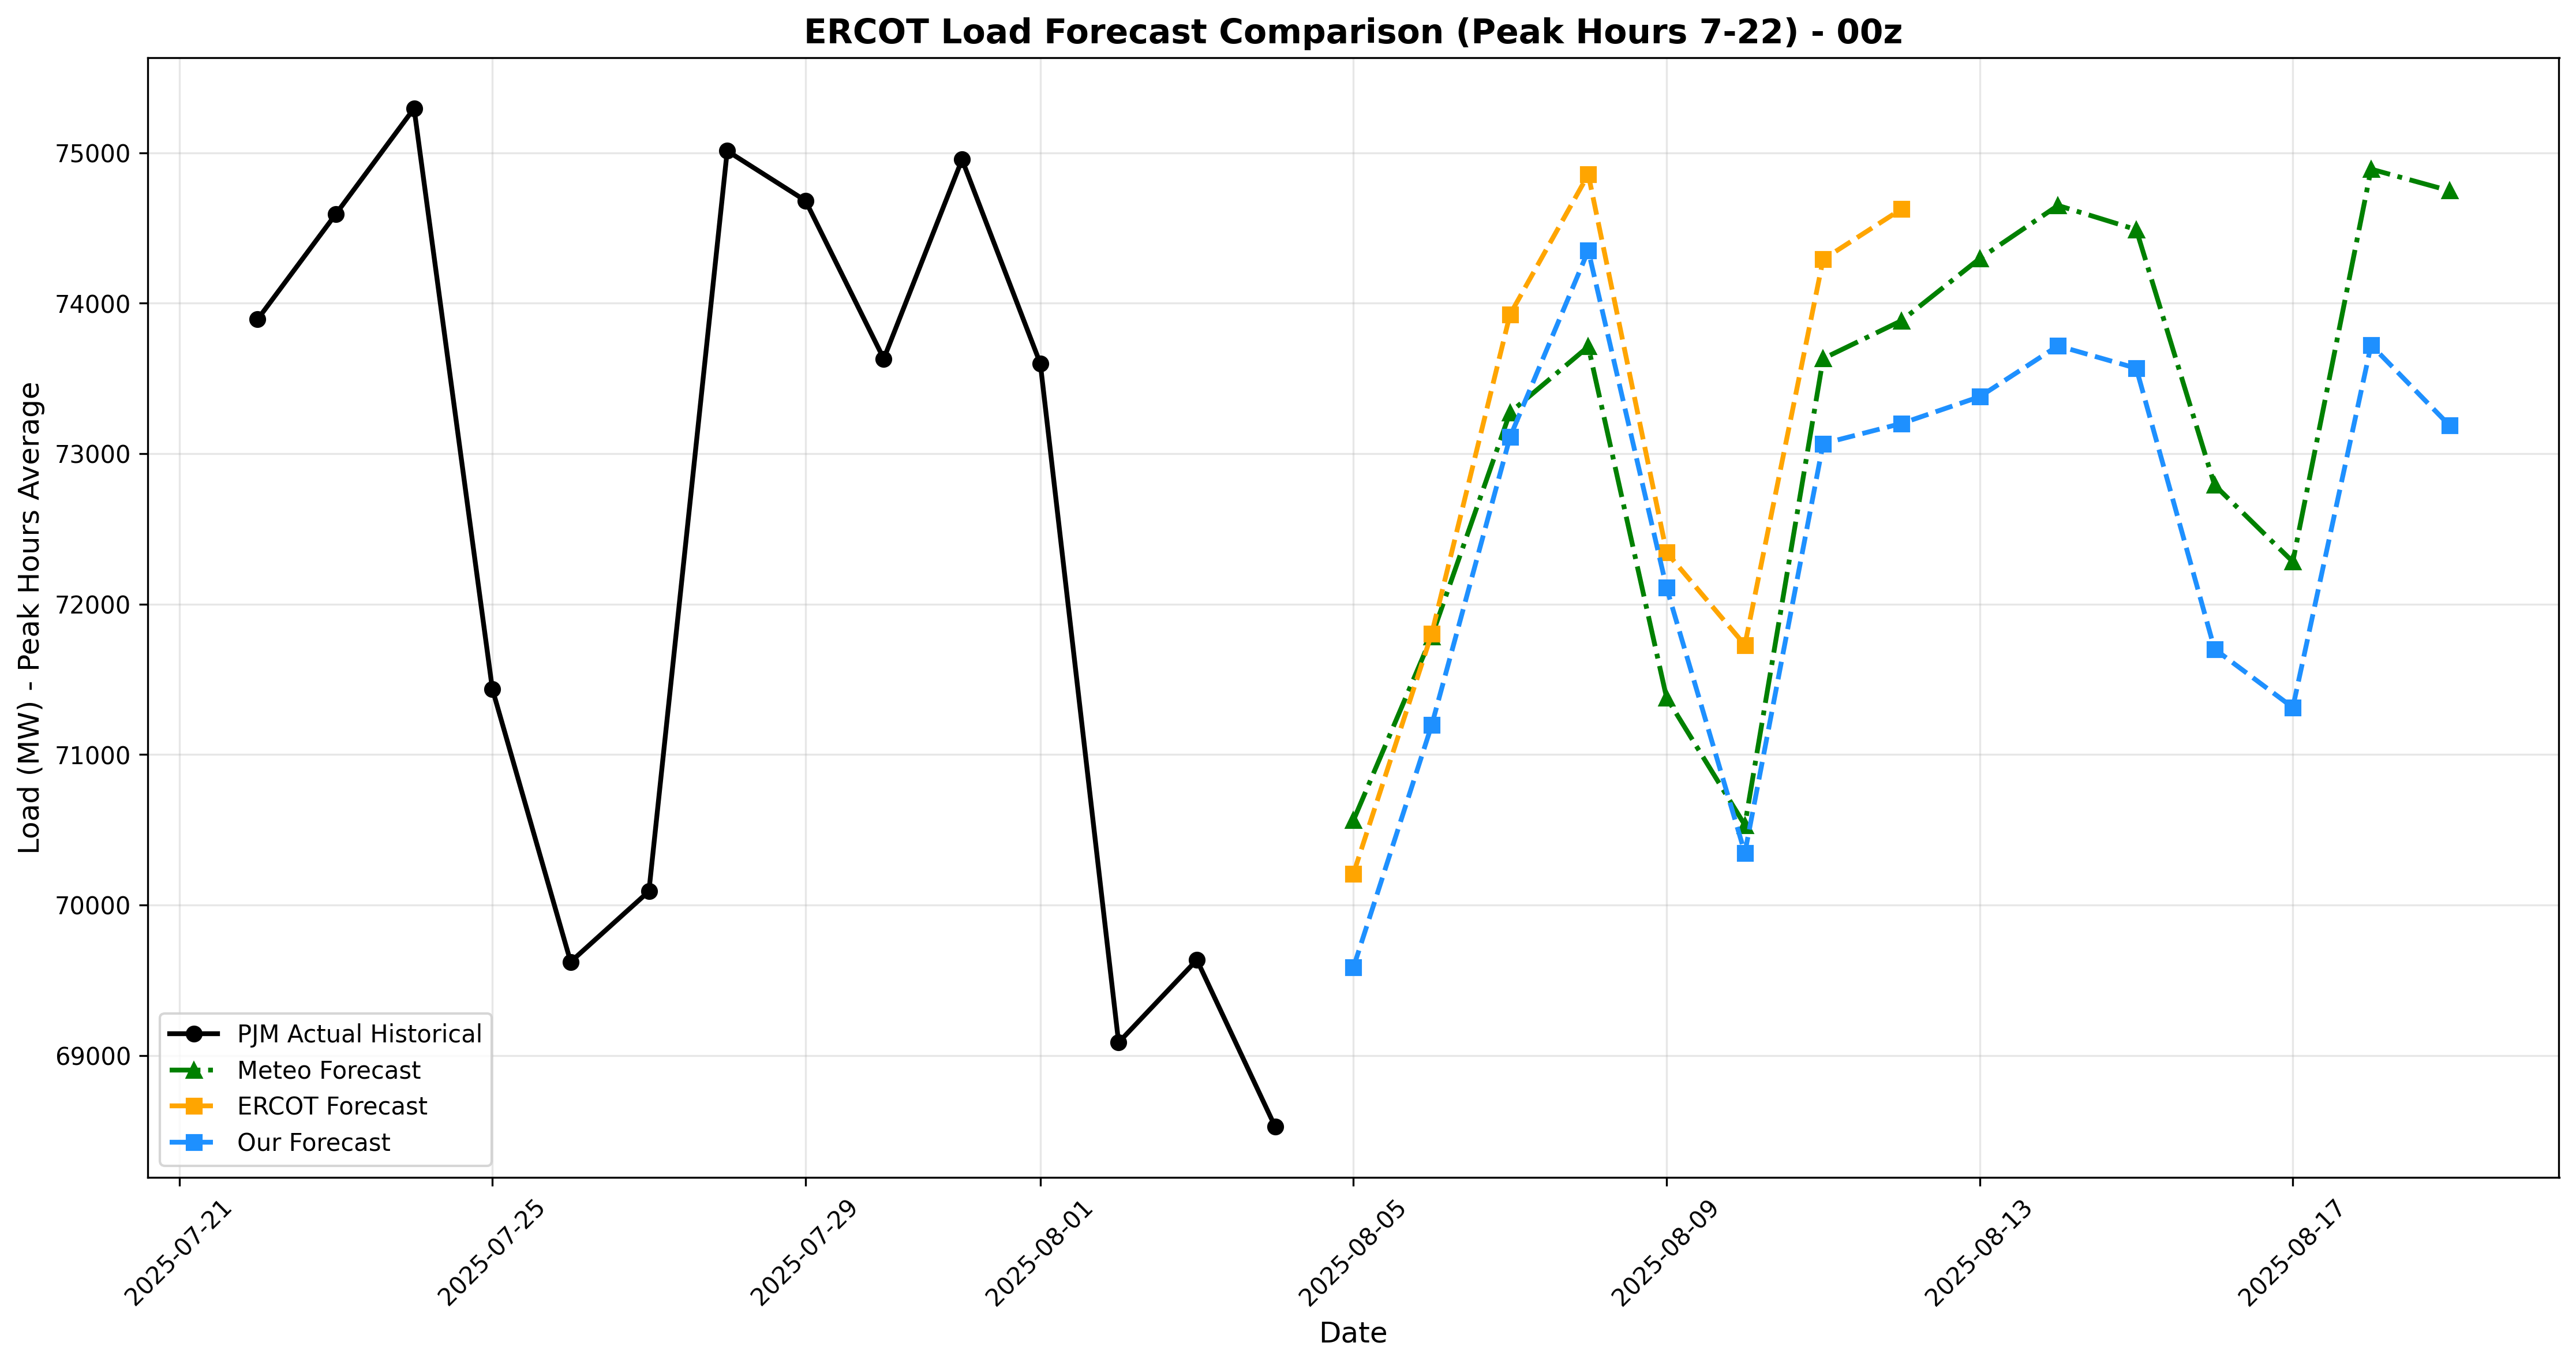 ERCOT Load Forecast Comparison (Peak Hours 7-22) - 00z
Load (MW) - Peak Hours Average
75000
74000
73000
72000
71000
70000
69000
PJM Actual Historical
Meteo Forecast
ERCOT Forecast
Our Forecast
2025-07-21
2025-07-25
2025-07-29
2025-08-01
2025-08-05
2025-08-09
2025-08-13
2025-08-17
Date